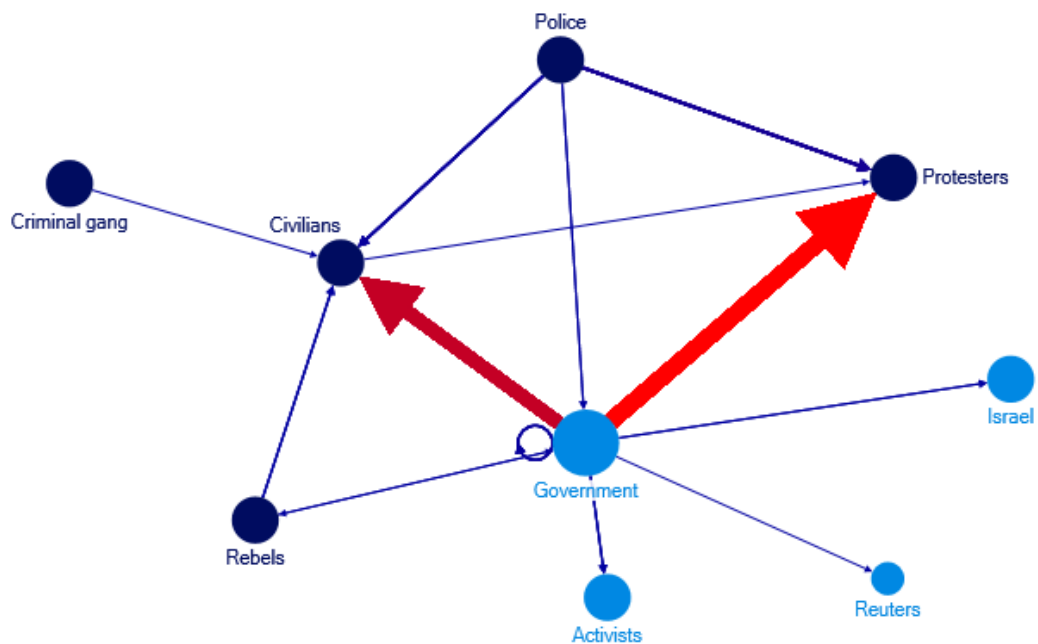 Police
Protesters
Criminal gang
Civilians
Israel
Government
Rebels
Reuters
Activists